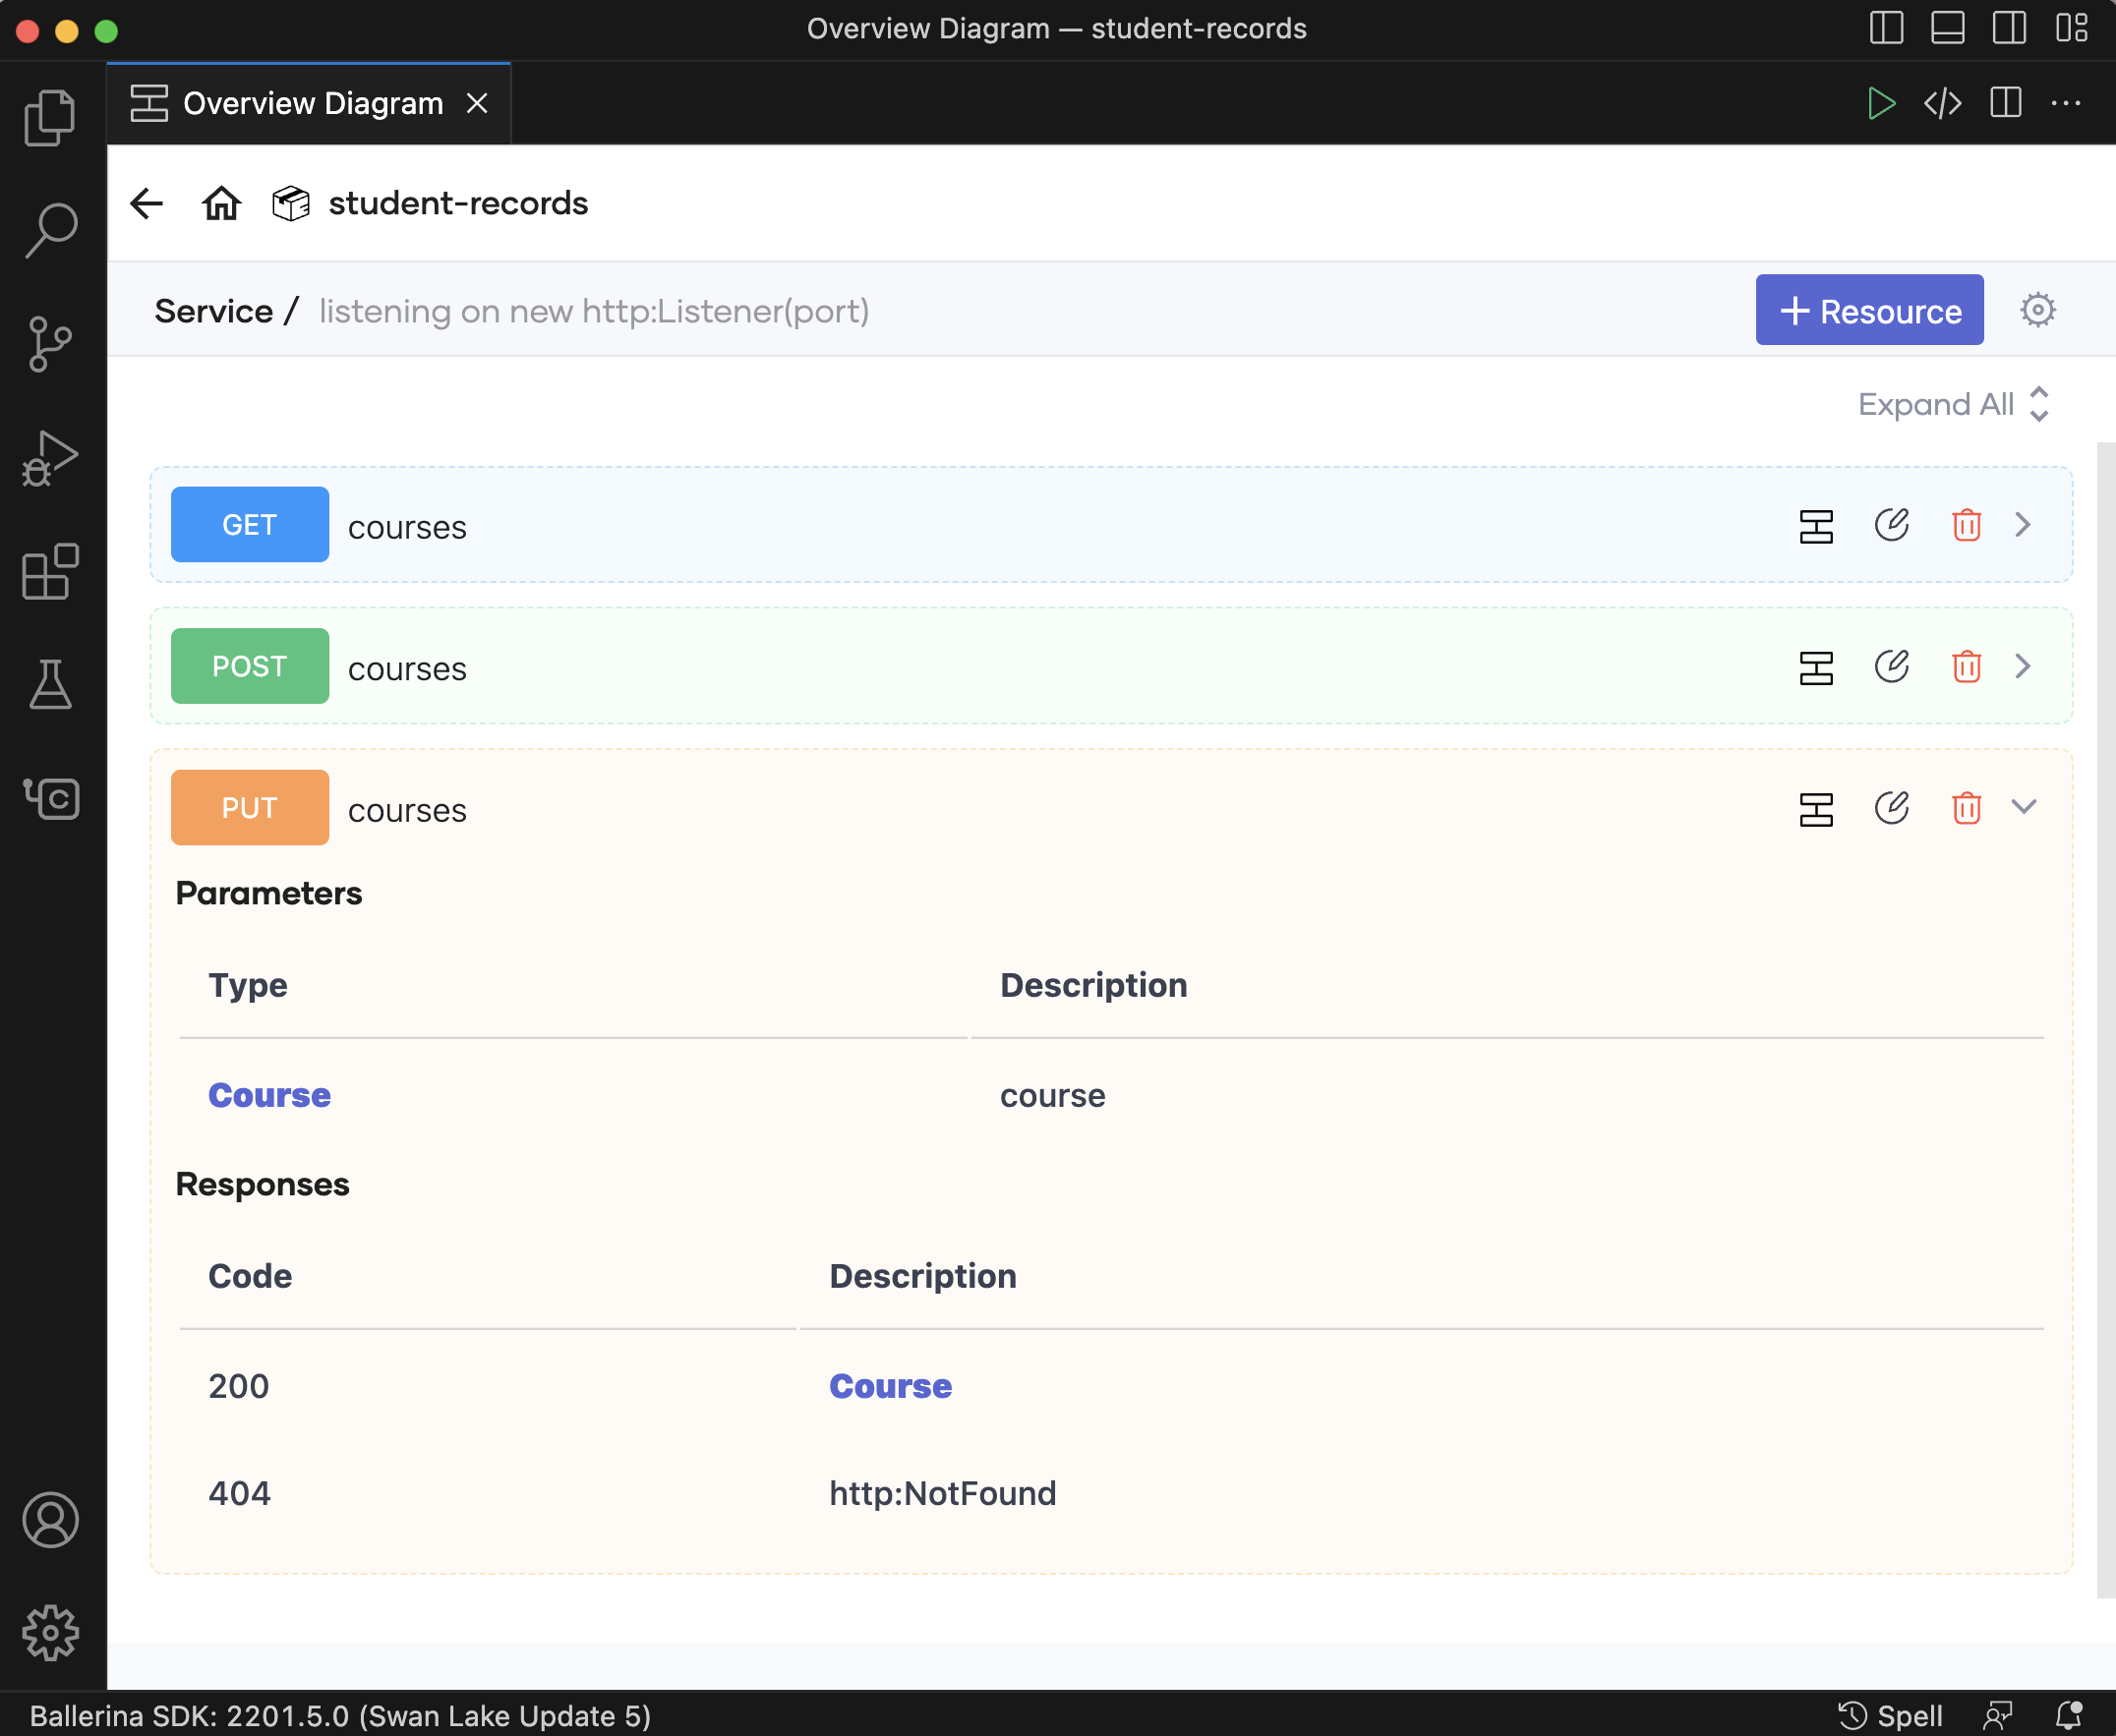 Overview Diagram — student-records
Overview Diagram
student-records
Service / listening on new http:Listener(port)
+ Resource
Expand All
GET courses
POST courses
PUT courses
Parameters
Type Description
Course course
Responses
Code Description
200 Course
404 http:NotFound
Ballerina SDK: 2201.5.0 (Swan Lake Update 5) Spell